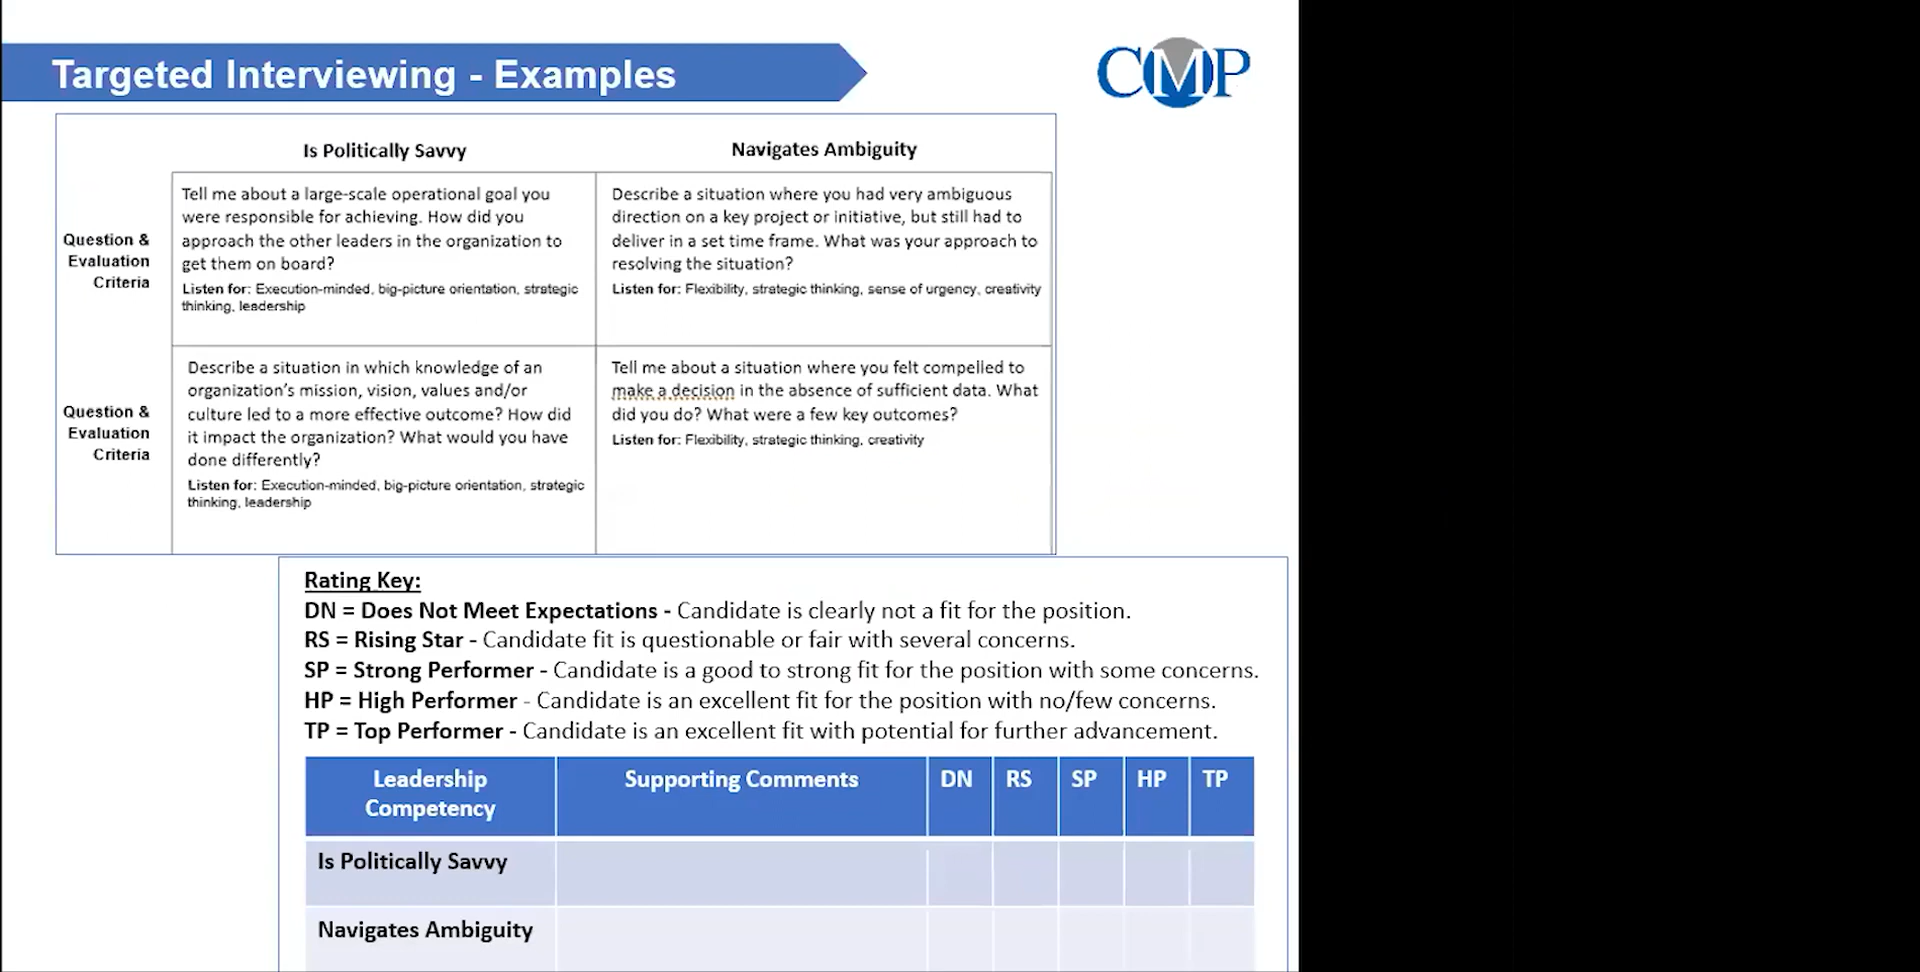 Targeted Interviewing - Examples
CMP
Is Politically Savvy
Navigates Ambiguity
Question &
Evaluation
Criteria
Tell me about a large-scale operational goal you
were responsible for achieving. How did you
approach the other leaders in the organization to
get them on board?
Listen for: Execution-minded, big-picture orientation, strategic
thinking, leadership
Describe a situation where you had very ambiguous
direction on a key project or initiative, but still had to
deliver in a set time frame. What was your approach to
resolving the situation?
Listen for: Flexibility, strategic thinking, sense of urgency, creativity
Question &
Evaluation
Criteria
Describe a situation in which knowledge of an
organization's mission, vision, values and/or
culture led to a more effective outcome? How did
it impact the organization? What would you have
done differently?
Listen for: Execution-minded, big-picture orientation, strategic
thinking, leadership
Tell me about a situation where you felt compelled to
make a decision in the absence of sufficient data. What
did you do? What were a few key outcomes?
Listen for: Flexibility, strategic thinking, creativity
Rating Key:
DN = Does Not Meet Expectations - Candidate is clearly not a fit for the position.
RS = Rising Star - Candidate fit is questionable or fair with several concerns.
SP = Strong Performer - Candidate is a good to strong fit for the position with some concerns.
HP = High Performer - Candidate is an excellent fit for the position with no/few concerns.
TP = Top Performer - Candidate is an excellent fit with potential for further advancement.
Leadership
Competency
Supporting Comments
DN
RS
SP
HP
TP
Is Politically Savvy
Navigates Ambiguity